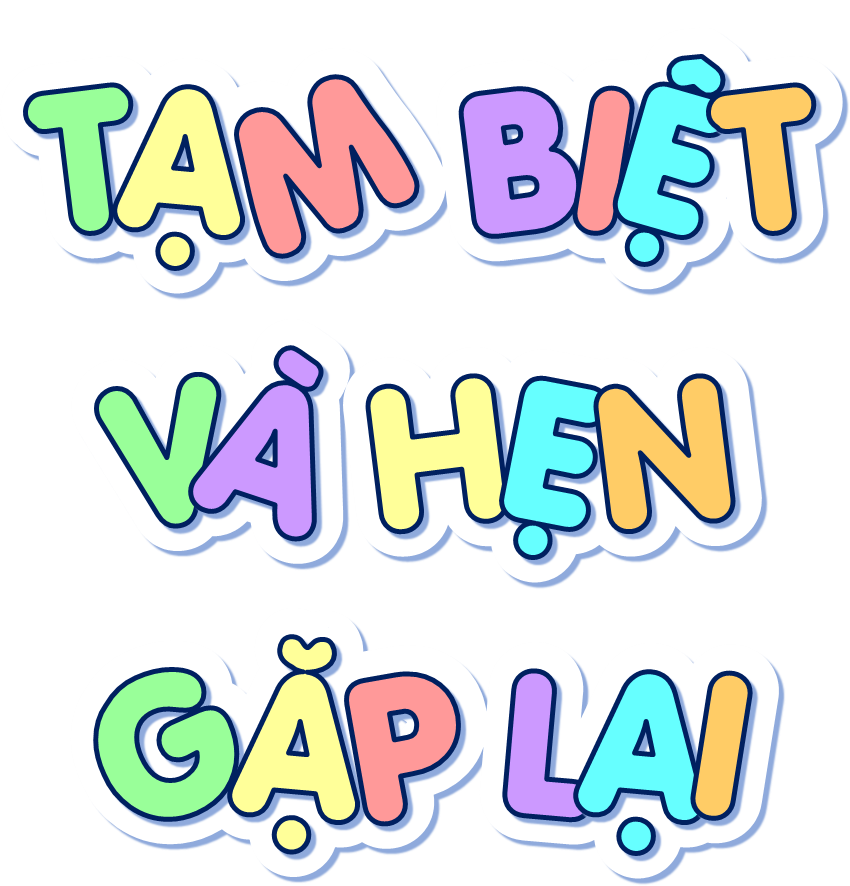 TẠM BIỆT
VÀ HẸN
GẶP LẠI